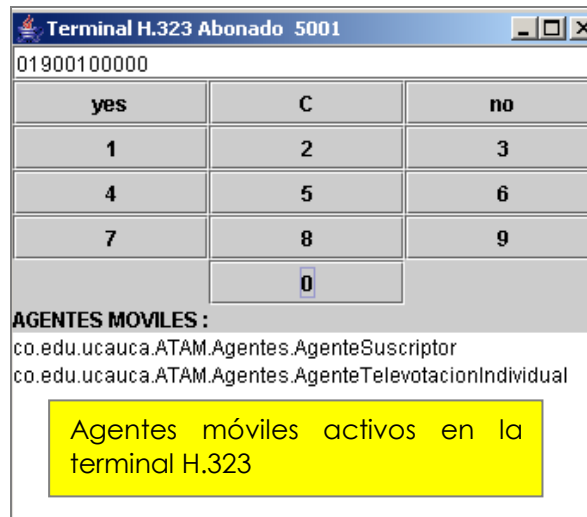 Terminal H.323 Abonado 5001
01900100000
yes C no
1 2 3
4 5 6
7 8 9
0
AGENTES MOVILES :
co.edu.ucauca.ATAM.Agentes.AgenteSuscriptor
co.edu.ucauca.ATAM.Agentes.AgenteTelevotacionIndividual
Agentes móviles activos en la
terminal H.323